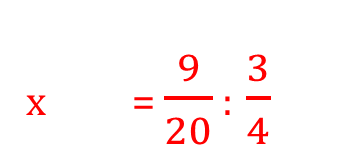 x = 9/20 : 3/4